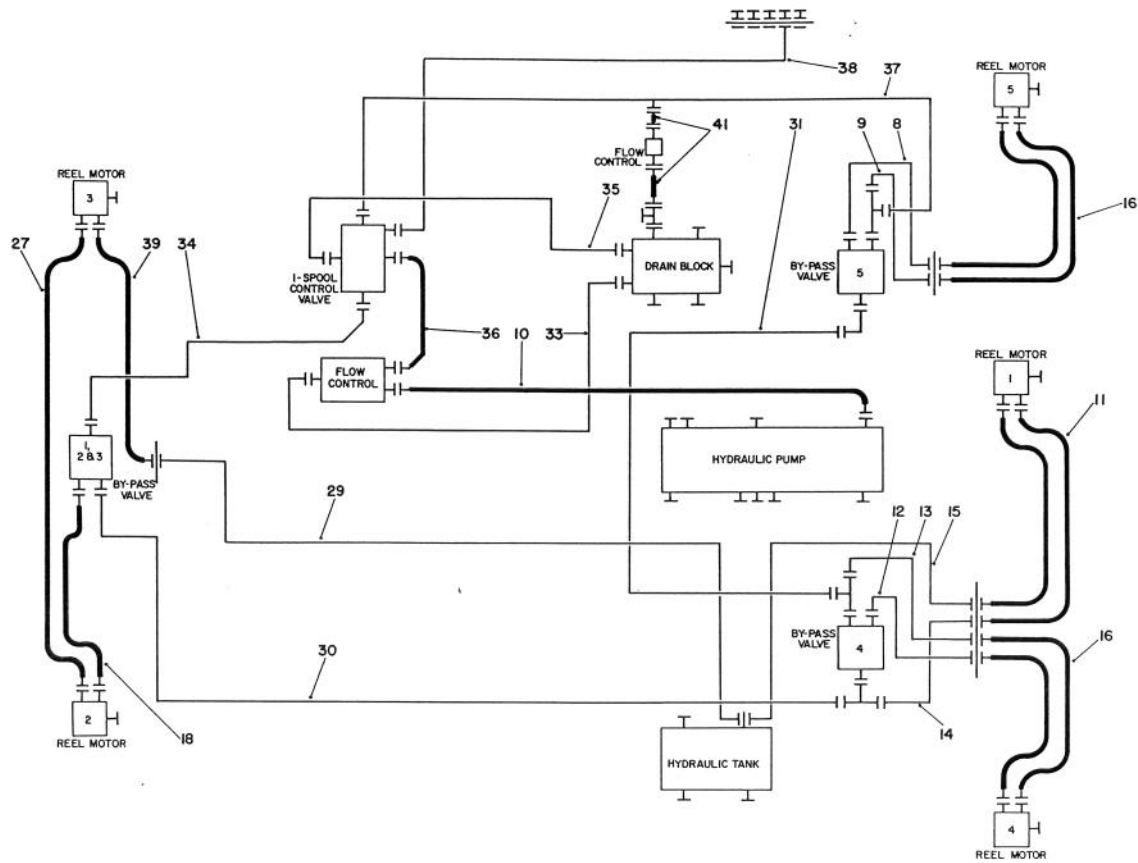 38
37
REEL MOTOR
5
41
31
9
8
FLOW
CONTROL
REEL MOTOR
3
35
16
27
39
34
DRAIN BLOCK
BY-PASS
VALVE
5
1-SPOOL
CONTROL
VALVE
36
10
33
REEL MOTOR
1
11
FLOW
CONTROL
1,
2 & 3
BY-PASS
VALVE
HYDRAULIC PUMP
29
12
13
15
BY-PASS
VALVE
4
30
16
2
REEL MOTOR
18
14
HYDRAULIC TANK
4
REEL MOTOR